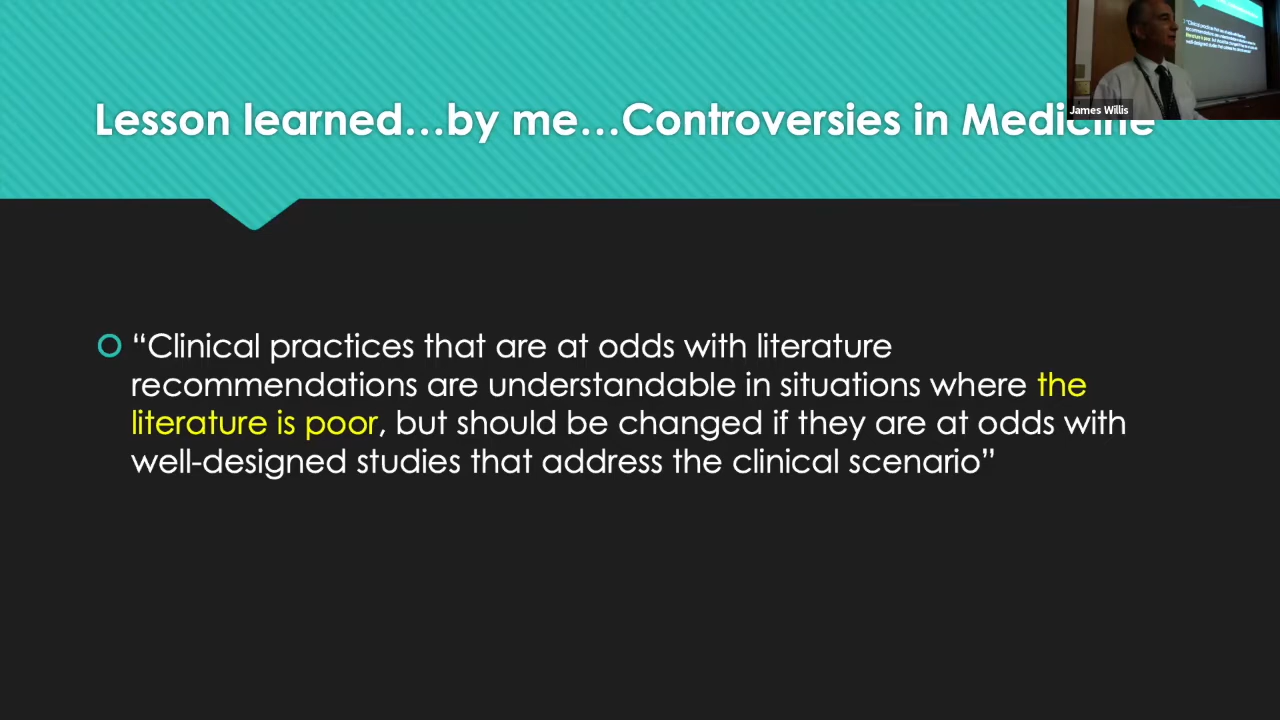 Lesson learned...by me...Controversies in Medicine
James Willis
“Clinical practices that are at odds with literature
recommendations are understandable in situations where the
literature is poor, but should be changed if they are at odds with
well-designed studies that address the clinical scenario”